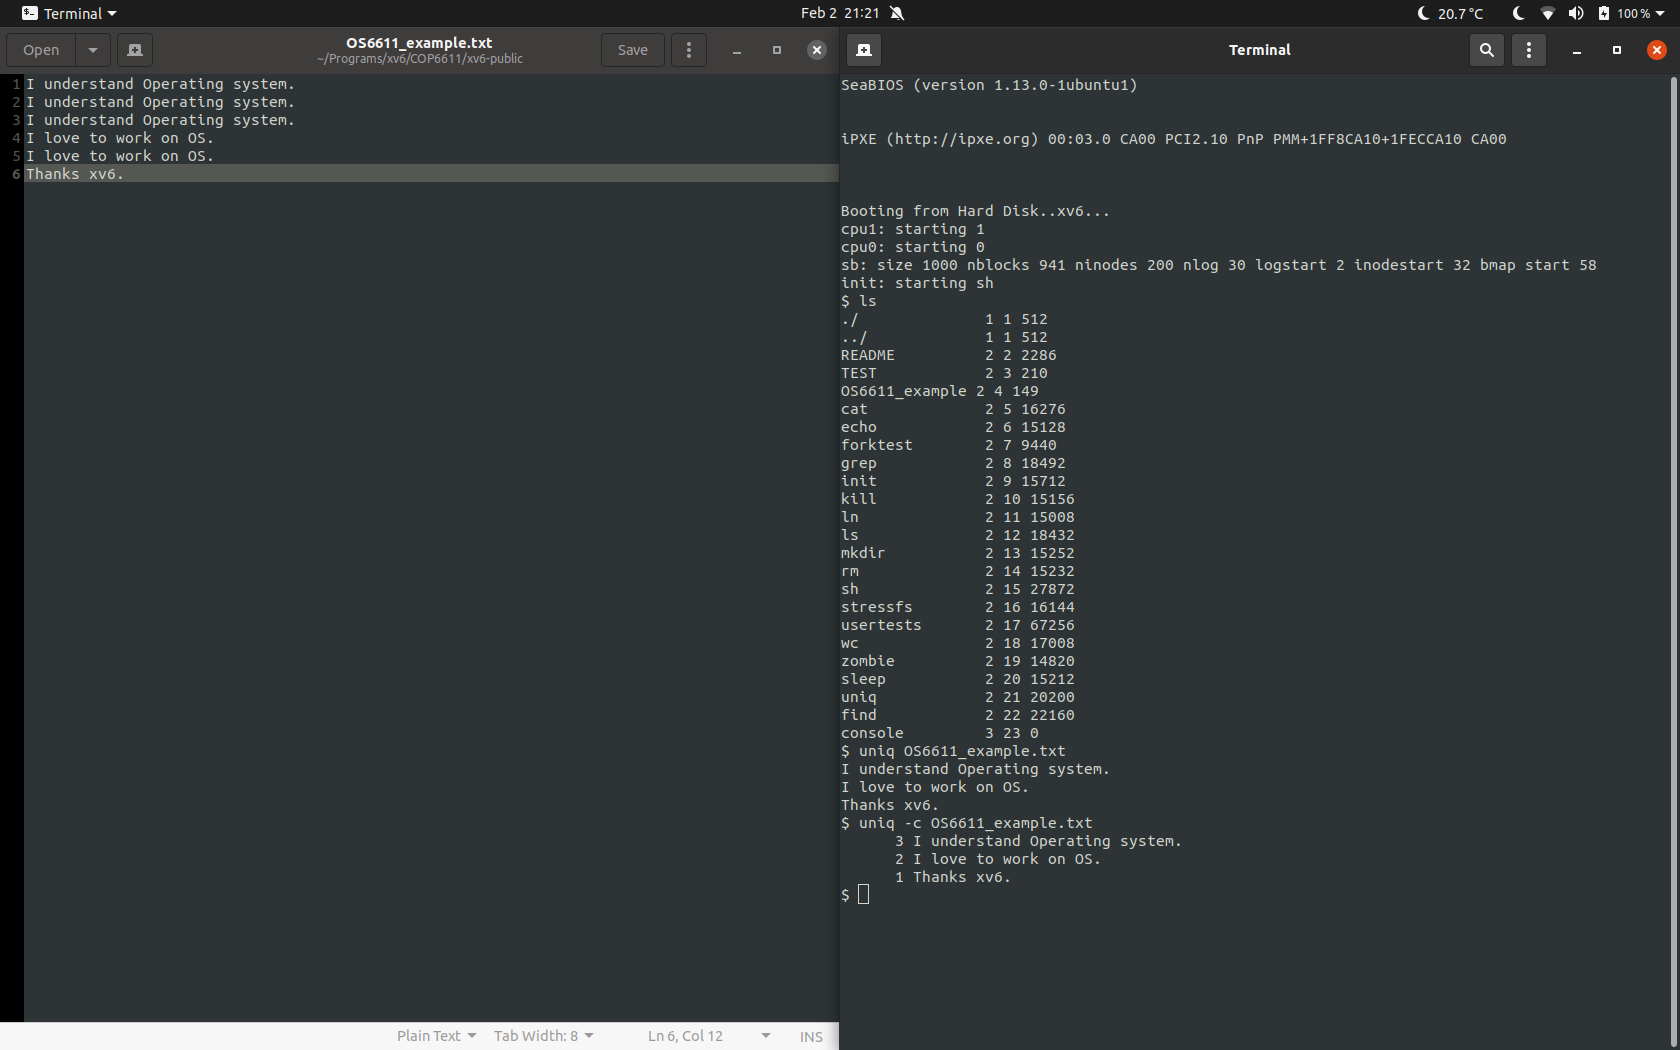 Terminal
Feb 2 21:21
20.7 °C
100 %
Open
OS6611_example.txt
~/Programs/xv6/COP6611/xv6-public
Save
1 I understand Operating system.
2 I understand Operating system.
3 I understand Operating system.
4 I love to work on OS.
5 I love to work on OS.
6 Thanks xv6.
Plain Text
Tab Width: 8
Ln 6, Col 12
INS
Terminal
SeaBIOS (version 1.13.0-1ubuntu1)
iPXE (http://ipxe.org) 00:03.0 CA00 PCI2.10 PnP PMM+1FF8CA10+1FECCA10 CA00
Booting from Hard Disk..xv6...
cpu1: starting 1
cpu0: starting 0
sb: size 1000 nblocks 941 ninodes 200 nlog 30 logstart 2 inodestart 32 bmap start 58
init: starting sh
$ ls
./              1 1 512
../             1 1 512
README          2 2 2286
TEST            2 3 210
OS6611_example 2 4 149
cat             2 5 16276
echo            2 6 15128
forktest        2 7 9440
grep            2 8 18492
init            2 9 15712
kill            2 10 15156
ln              2 11 15008
ls              2 12 18432
mkdir           2 13 15252
rm              2 14 15232
sh              2 15 27872
stressfs        2 16 16144
usertests       2 17 67256
wc              2 18 17008
zombie          2 19 14820
sleep           2 20 15212
uniq            2 21 20200
find            2 22 22160
console         3 23 0
$ uniq OS6611_example.txt
I understand Operating system.
I love to work on OS.
Thanks xv6.
$ uniq -c OS6611_example.txt
      3 I understand Operating system.
      2 I love to work on OS.
      1 Thanks xv6.
$